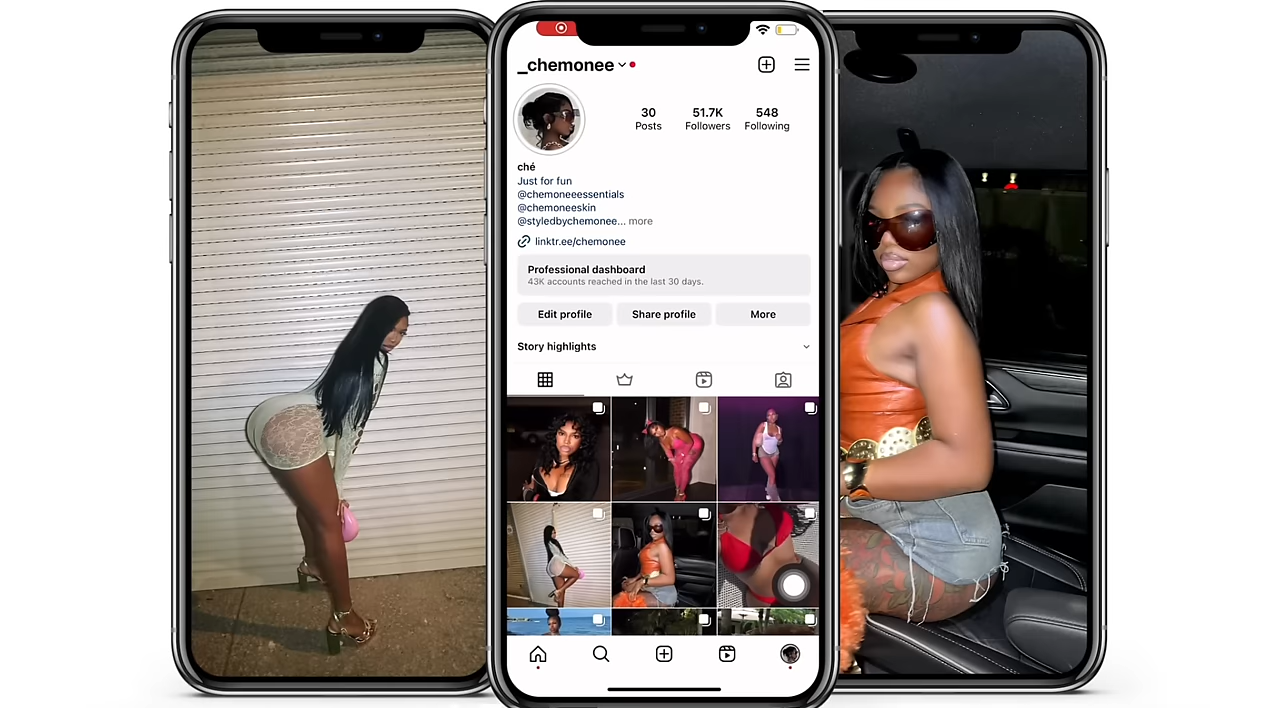 _chemonee
30
Posts
51.7K
Followers
548
Following
ché
Just for fun
@chemoneeessentials
@chemoneeskin
@styledbychemonee... more
linktr.ee/chemonee
Professional dashboard
43K accounts reached in the last 30 days.
Edit profile
Share profile
More
Story highlights